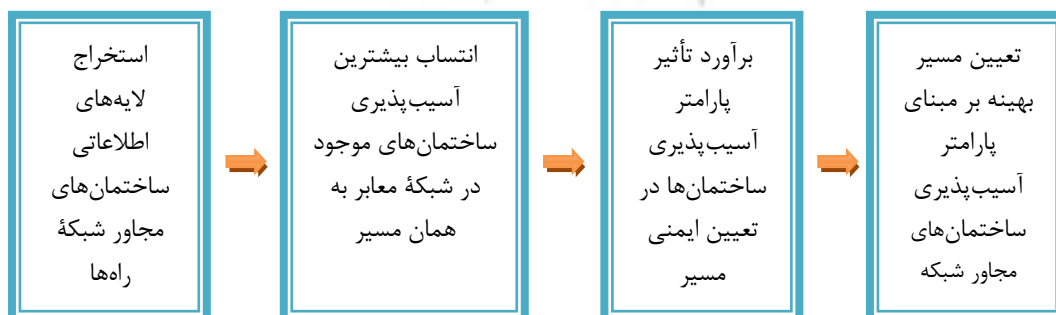 استخراج
لایه‌های
اطلاعاتی
ساختمان‌های
مجاور شبکهٔ
راه‌ها
انتساب بیشترین
آسیب‌پذیری
ساختمان‌های موجود
در شبکهٔ معابر به
همان مسیر
برآورد تأثیر
پارامتر
آسیب‌پذیری
ساختمان‌ها در
تعیین ایمنی
مسیر
تعیین مسیر
بهینه بر مبنای
پارامتر
آسیب‌پذیری
ساختمان‌های
مجاور شبکه